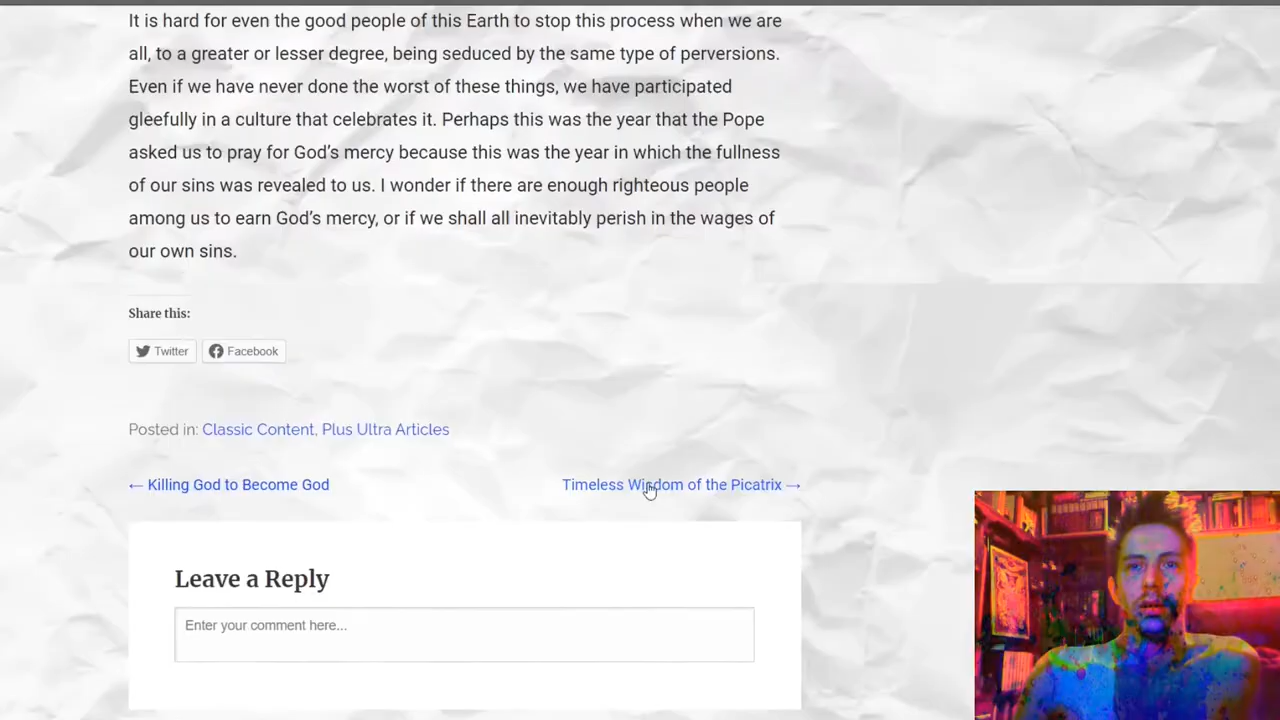 It is hard for even the good people of this Earth to stop this process when we are
all, to a greater or lesser degree, being seduced by the same type of perversions.
Even if we have never done the worst of these things, we have participated
gleefully in a culture that celebrates it. Perhaps this was the year that the Pope
asked us to pray for God’s mercy because this was the year in which the fullness
of our sins was revealed to us. I wonder if there are enough righteous people
among us to earn God’s mercy, or if we shall all inevitably perish in the wages of
our own sins.
Share this:
Twitter Facebook
Posted in: Classic Content, Plus Ultra Articles
← Killing God to Become God Timeless Wisdom of the Picatrix →
Leave a Reply
Enter your comment here...